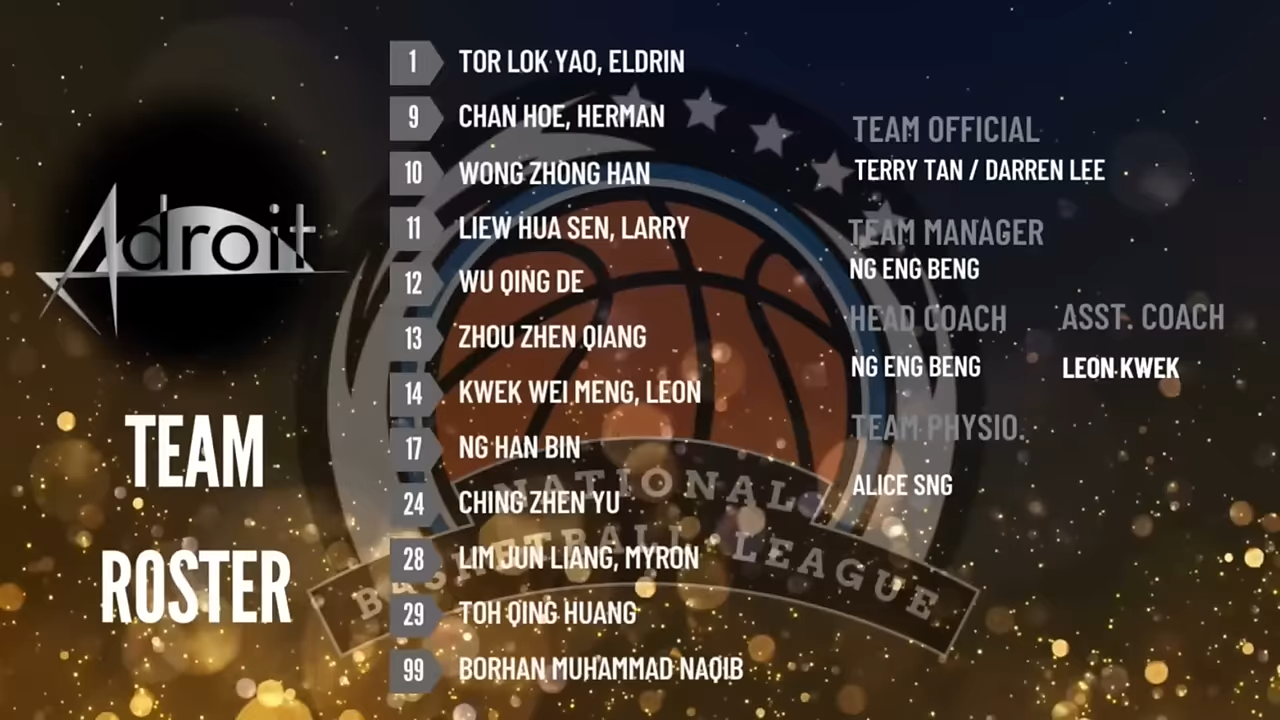 Adroit
TEAM
ROSTER
1 TOR LOK YAO, ELDRIN
9 CHAN HOE, HERMAN
10 WONG ZHONG HAN
11 LIEW HUA SEN, LARRY
12 WU QING DE
13 ZHOU ZHEN QIANG
14 KWEK WEI MENG, LEON
17 NG HAN BIN
24 CHING ZHEN YU
28 LIM JUN LIANG, MYRON
29 TOH QING HUANG
99 BORHAN MUHAMMAD NAQIB
TEAM OFFICIAL
TERRY TAN / DARREN LEE
TEAM MANAGER
NG ENG BENG
HEAD COACH
NG ENG BENG
ASST. COACH
LEON KWEK
TEAM PHYSIO.
ALICE SNG
NATIONAL
BASKETBALL LEAGUE